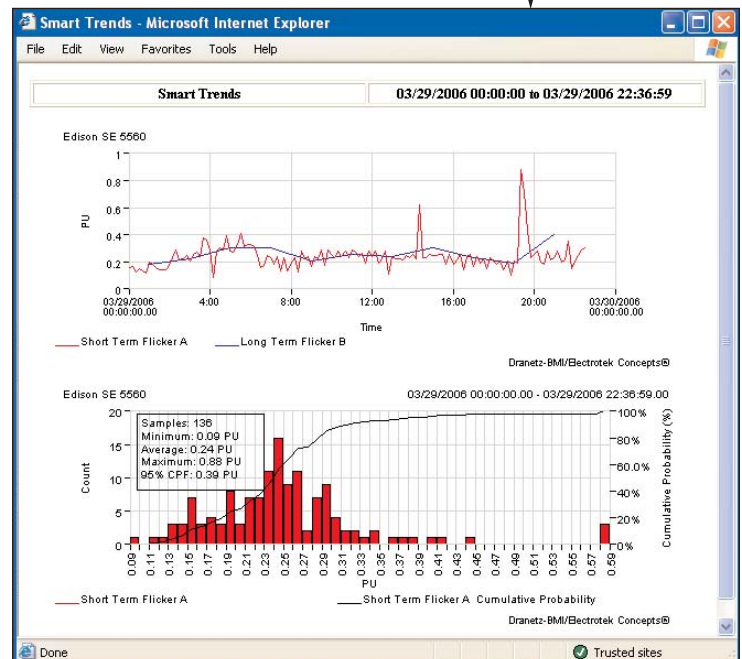 Smart Trends - Microsoft Internet Explorer
File Edit View Favorites Tools Help
Smart Trends 03/29/2006 00:00:00 to 03/29/2006 22:36:59
Edison SE 5560
1
0.8
0.6
0.4
0.2
0
PU
03/29/2006 00:00:00.00 4:00 8:00 12:00 16:00 20:00 03/30/2006 00:00:00.00
Time
Short Term Flicker A Long Term Flicker B
Dranetz-BMI/Electrotek Concepts®
Edison SE 5560 03/29/2006 00:00:00.00 - 03/29/2006 22:36:59.00
20
15
10
5
0
Count
Samples: 136
Minimum: 0.09 PU
Average: 0.24 PU
Maximum: 0.88 PU
95% CPF: 0.39 PU
100%
80%
60.0%
40%
20%
0%
Cumulative Probability (%)
0.09 0.11 0.13 0.15 0.17 0.19 0.21 0.23 0.25 0.27 0.29 0.31 0.33 0.35 0.37 0.39 0.41 0.43 0.45 0.47 0.49 0.51 0.53 0.55 0.57 0.59
PU
Short Term Flicker A Short Term Flicker A Cumulative Probability
Dranetz-BMI/Electrotek Concepts®
Done Trusted sites